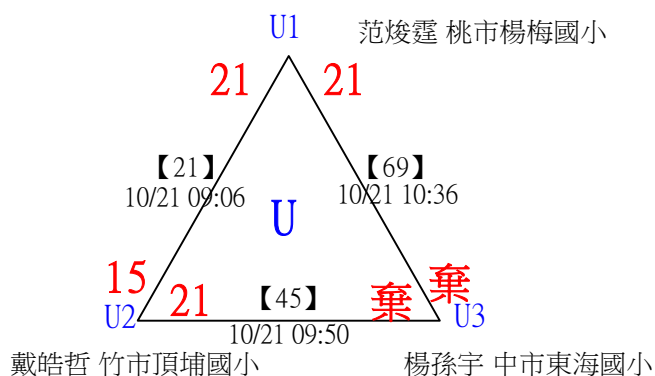 U1
范焌霆 桃市楊梅國小
21
21
【21】
10/21 09:06
【69】
10/21 10:36
U
15
21
【45】
棄
棄
U2
U3
10/21 09:50
戴皓哲 竹市頂埔國小
楊孫宇 中市東海國小